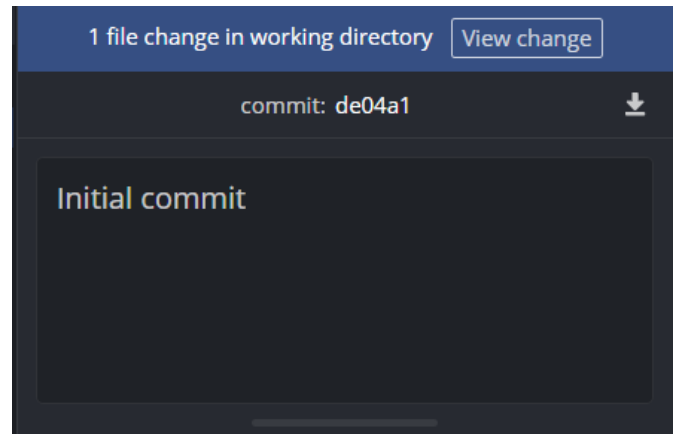 1 file change in working directory View change
commit: de04a1
Initial commit